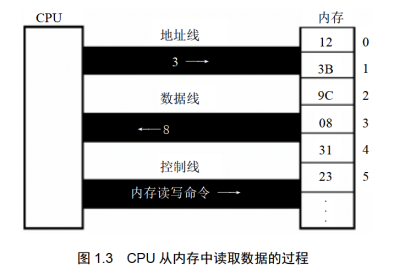 CPU
内存
地址线
3 →
12 0
3B 1
数据线
9C 2
← 8
08 3
31 4
控制线
23 5
内存读写命令 →
图 1.3 CPU 从内存中读取数据的过程